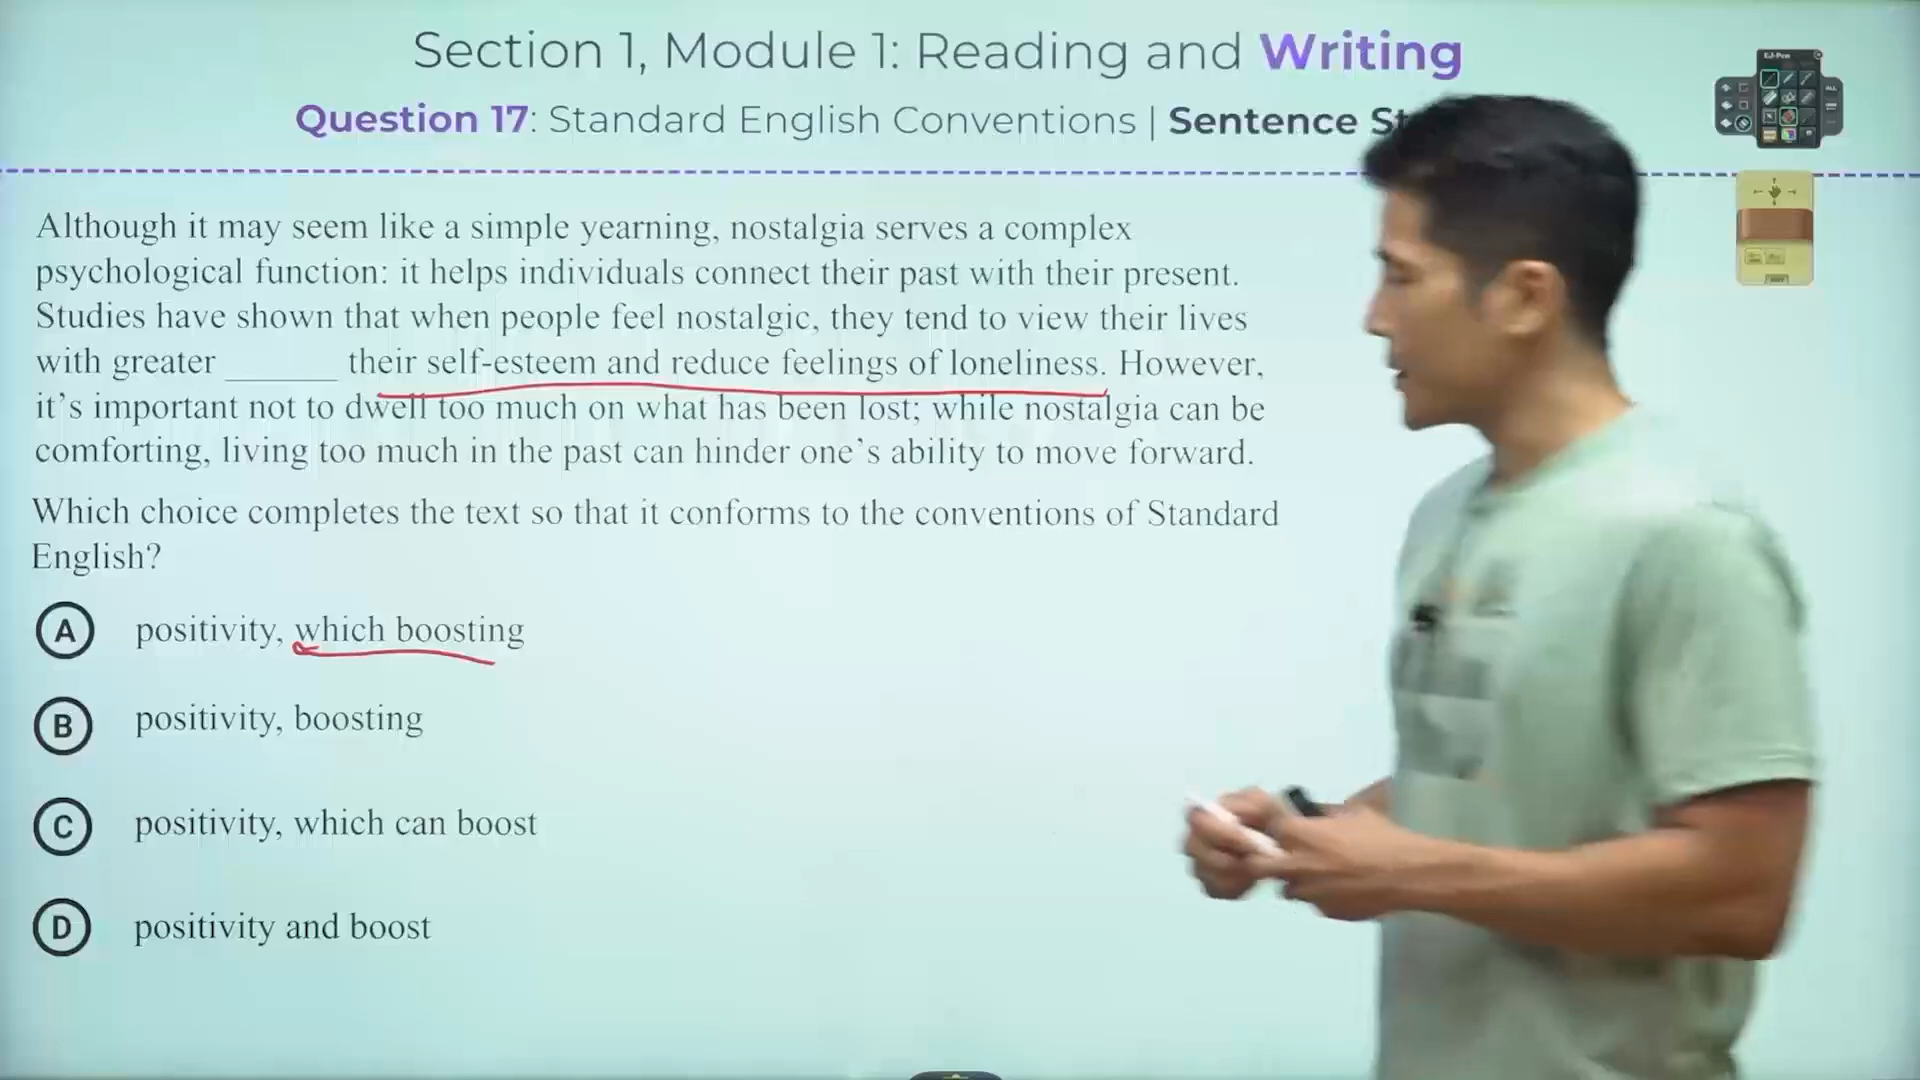 Section 1, Module 1: Reading and Writing
Question 17: Standard English Conventions | Sentence
Although it may seem like a simple yearning, nostalgia serves a complex
psychological function: it helps individuals connect their past with their present.
Studies have shown that when people feel nostalgic, they tend to view their lives
with greater ______ their self-esteem and reduce feelings of loneliness. However,
it’s important not to dwell too much on what has been lost; while nostalgia can be
comforting, living too much in the past can hinder one’s ability to move forward.
Which choice completes the text so that it conforms to the conventions of Standard
English?
A positivity, which boosting
B positivity, boosting
C positivity, which can boost
D positivity and boost